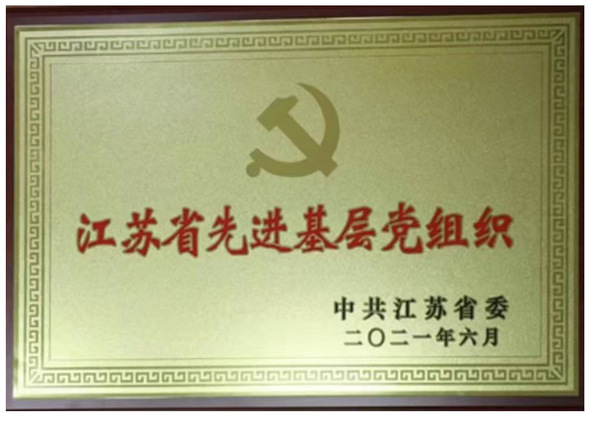 江苏省先进基层党组织
中共江苏省委
二〇二一年六月